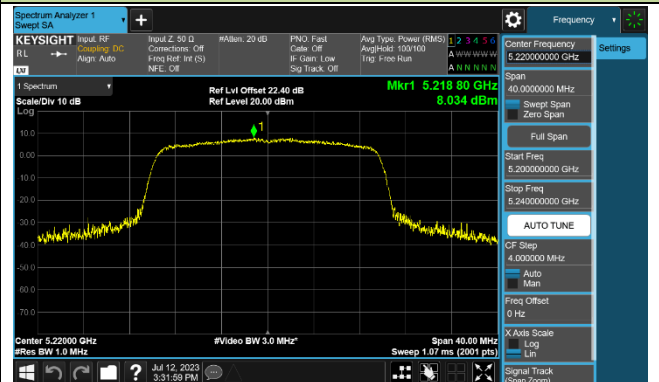 Spectrum Analyzer 1
Swept SA
Frequency
KEYSIGHT
RL
Input: RF
Coupling: DC
Align: Auto
Input Z: 50 Ω
Corrections: Off
Freq Ref: Int (S)
NFE: Off
#Atten: 20 dB
PNO: Fast
Gate: Off
IF Gain: Low
Sig Track: Off
Avg Type: Power (RMS)
Avg|Hold: 100/100
Trig: Free Run
1 2 3 4 5 6
A W W W W W
A N N N N N
LXI
1 Spectrum
Scale/Div 10 dB
Log
Ref Lvl Offset 22.40 dB
Ref Level 20.00 dBm
Mkr1 5.218 80 GHz
8.034 dBm
1
10.0
0.00
-10.0
-20.0
-30.0
-40.0
-50.0
-60.0
-70.0
Center 5.22000 GHz
#Res BW 1.0 MHz
#Video BW 3.0 MHz*
Span 40.00 MHz
Sweep 1.07 ms (2001 pts)
Jul 12, 2023
3:31:59 PM
Center Frequency
5.220000000 GHz
Settings
Span
40.0000000 MHz
Swept Span
Zero Span
Full Span
Start Freq
5.200000000 GHz
Stop Freq
5.240000000 GHz
AUTO TUNE
CF Step
4.000000 MHz
Auto
Man
Freq Offset
0 Hz
X Axis Scale
Log
Lin
Signal Track
(Span Zoom)